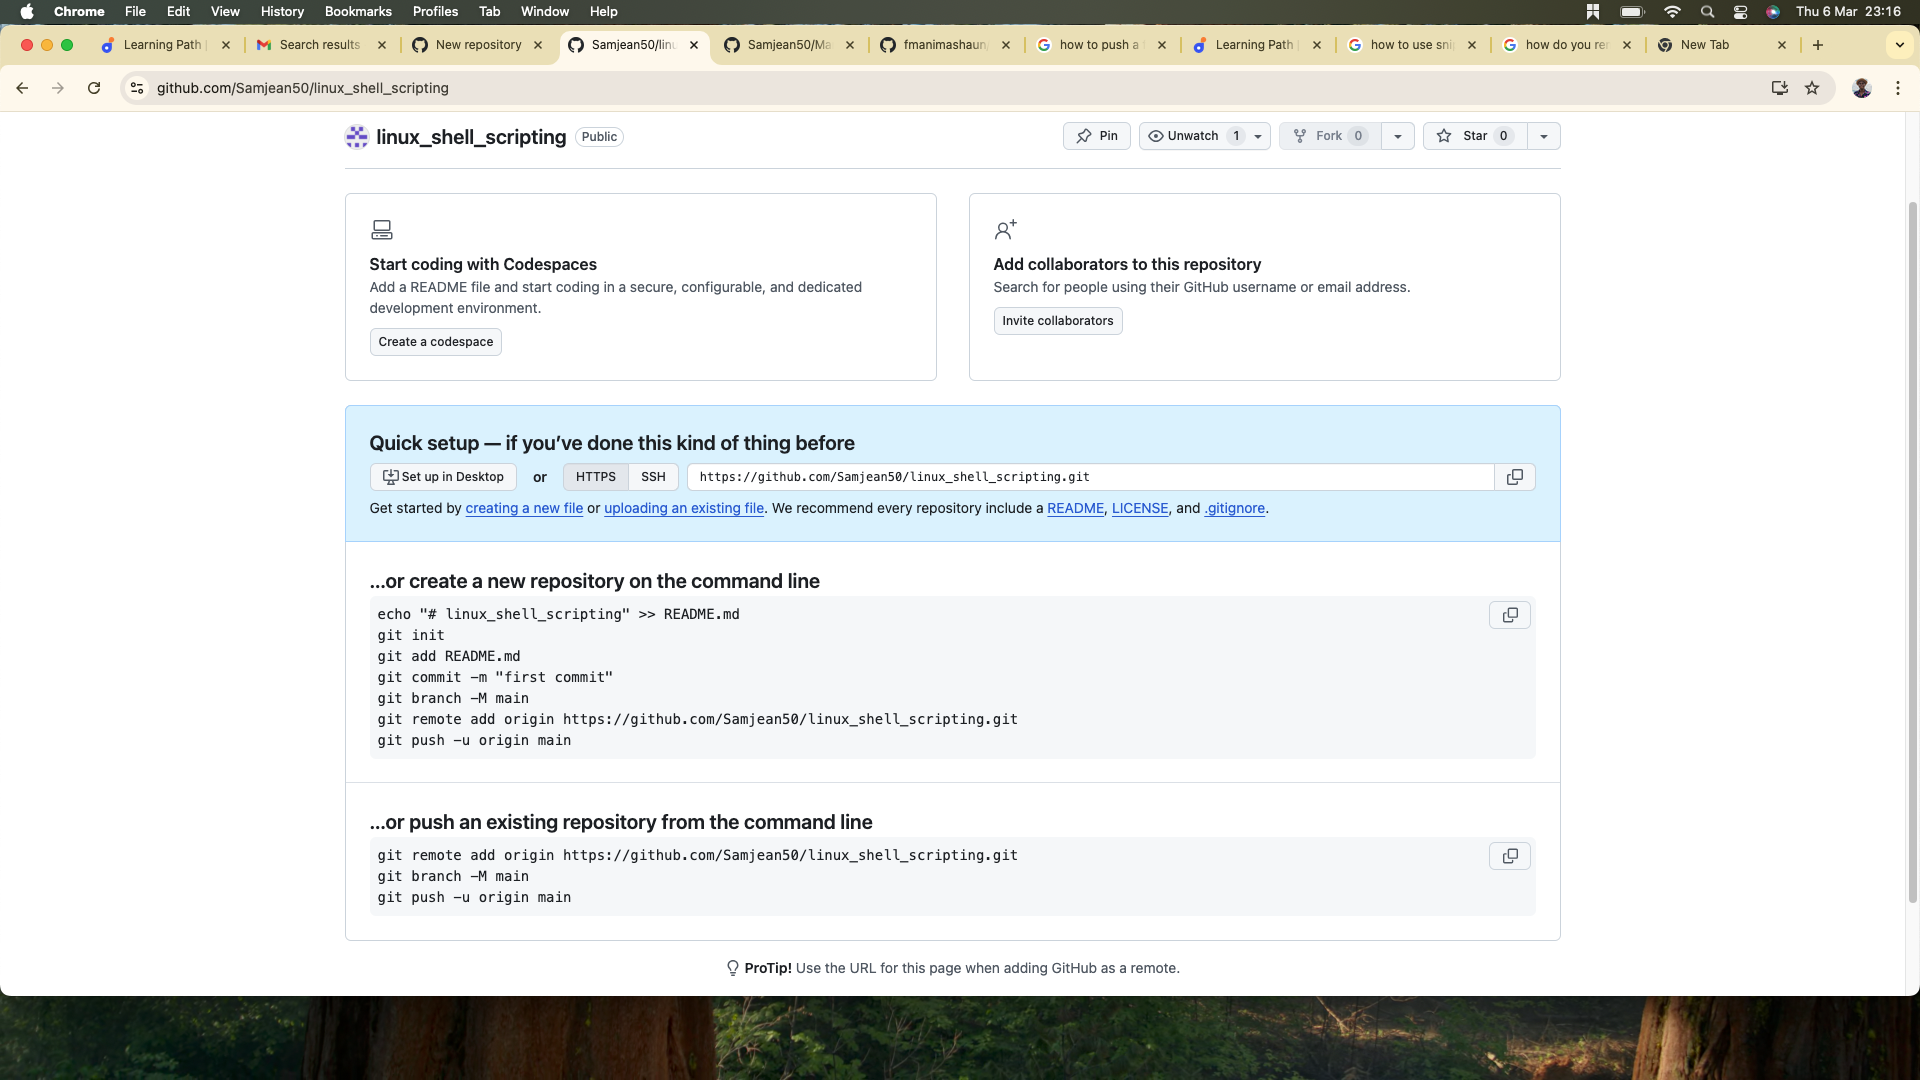 Chrome File Edit View History Bookmarks Profiles Tab Window Help Thu 6 Mar 23:16
Learning Path | Search results New repository Samjean50/linu Samjean50/Ma fmanimashaun, how to push a Learning Path | how to use sni how do you rer New Tab
github.com/Samjean50/linux_shell_scripting
linux_shell_scripting Public Pin Unwatch 1 Fork 0 Star 0
Start coding with Codespaces
Add a README file and start coding in a secure, configurable, and dedicated
development environment.
Create a codespace
Add collaborators to this repository
Search for people using their GitHub username or email address.
Invite collaborators
Quick setup — if you’ve done this kind of thing before
Set up in Desktop or HTTPS SSH https://github.com/Samjean50/linux_shell_scripting.git
Get started by creating a new file or uploading an existing file. We recommend every repository include a README, LICENSE, and .gitignore.
…or create a new repository on the command line
echo "# linux_shell_scripting" >> README.md
git init
git add README.md
git commit -m "first commit"
git branch -M main
git remote add origin https://github.com/Samjean50/linux_shell_scripting.git
git push -u origin main
…or push an existing repository from the command line
git remote add origin https://github.com/Samjean50/linux_shell_scripting.git
git branch -M main
git push -u origin main
ProTip! Use the URL for this page when adding GitHub as a remote.